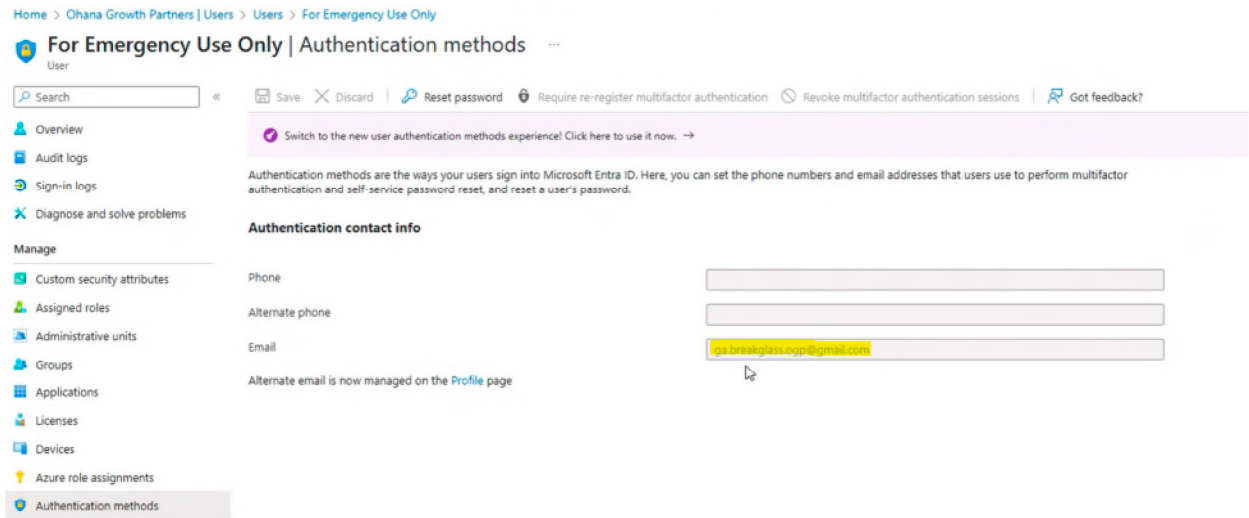 Home > Ohana Growth Partners | Users > Users > For Emergency Use Only
For Emergency Use Only | Authentication methods ...
User
Search
Save Discard Reset password Require re-register multifactor authentication Revoke multifactor authentication sessions Got feedback?
Overview
Audit logs
Sign-in logs
Diagnose and solve problems
Manage
Custom security attributes
Assigned roles
Administrative units
Groups
Applications
Licenses
Devices
Azure role assignments
Authentication methods
Switch to the new user authentication methods experience! Click here to use it now. →
Authentication methods are the ways your users sign into Microsoft Entra ID. Here, you can set the phone numbers and email addresses that users use to perform multifactor
authentication and self-service password reset, and reset a user's password.
Authentication contact info
Phone
Alternate phone
Email ga.breakglass.ogp@gmail.com
Alternate email is now managed on the Profile page